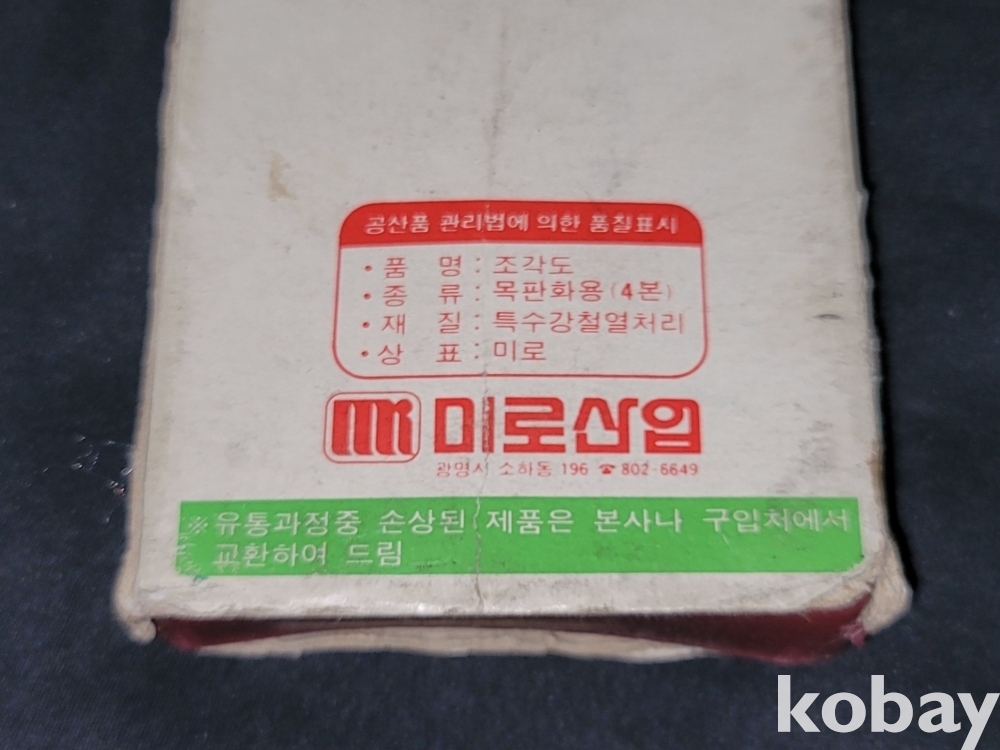 공산품 관리법에 의한 품질표시
• 품 명 : 조각도
• 종 류 : 목판화용 (4본)
• 재 질 : 특수강철열처리
• 상 표 : 미로
미로산업
광명시 소하동 196 ☎ 802-6649
※ 유통과정중 손상된 제품은 본사나 구입처에서
교환하여 드림
kobay